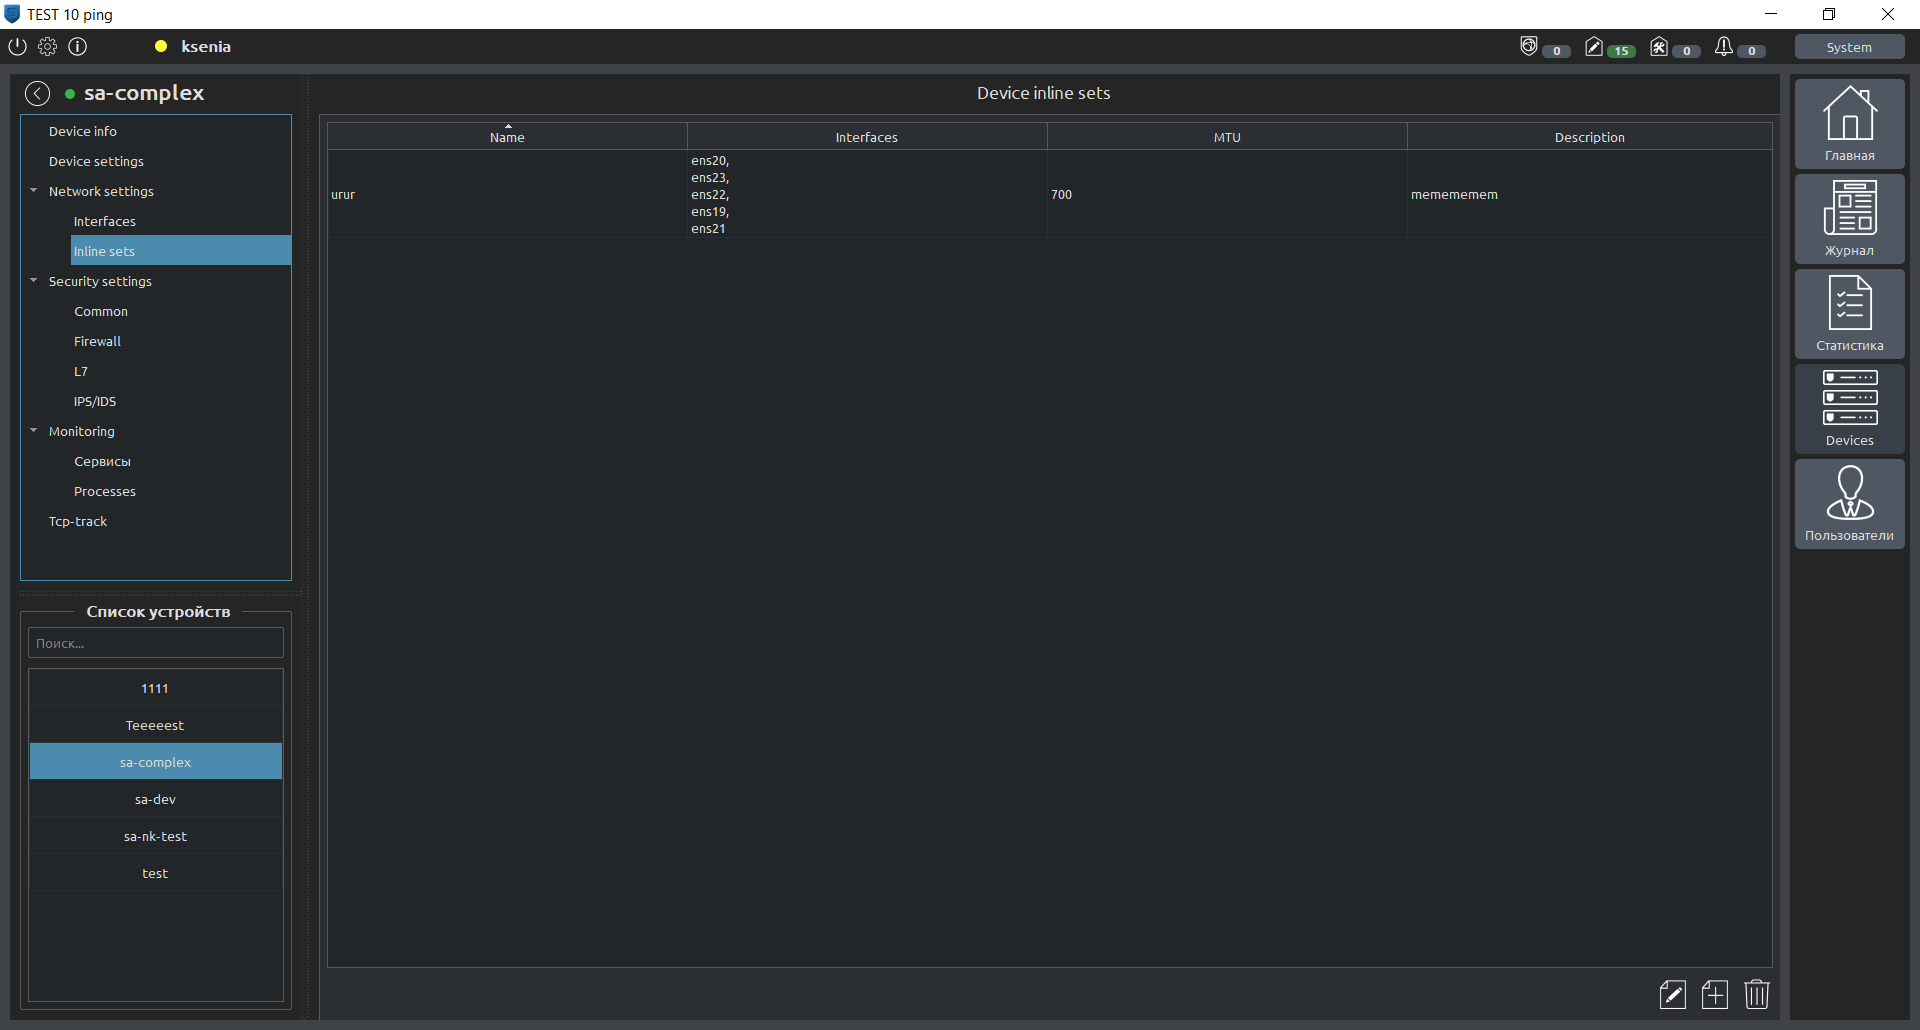 TEST 10 ping
ksenia
0
15
0
0
System
sa-complex
Device info
Device settings
Network settings
Interfaces
Inline sets
Security settings
Common
Firewall
L7
IPS/IDS
Monitoring
Сервисы
Processes
Tcp-track
Список устройств
Поиск...
1111
Teeeeest
sa-complex
sa-dev
sa-nk-test
test
Device inline sets
Name
Interfaces
MTU
Description
urur
ens20,
ens23,
ens22,
ens19,
ens21
700
memememem
Главная
Журнал
Статистика
Devices
Пользователи